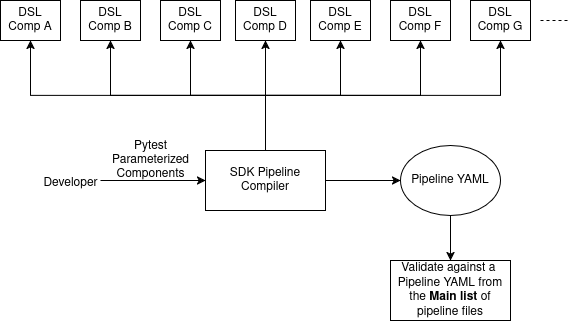 DSL
Comp A
DSL
Comp B
DSL
Comp C
DSL
Comp D
DSL
Comp E
DSL
Comp F
DSL
Comp G
Pytest
Parameterized
Components
Developer
SDK Pipeline
Compiler
Pipeline YAML
Validate against a
Pipeline YAML from
the Main list of
pipeline files